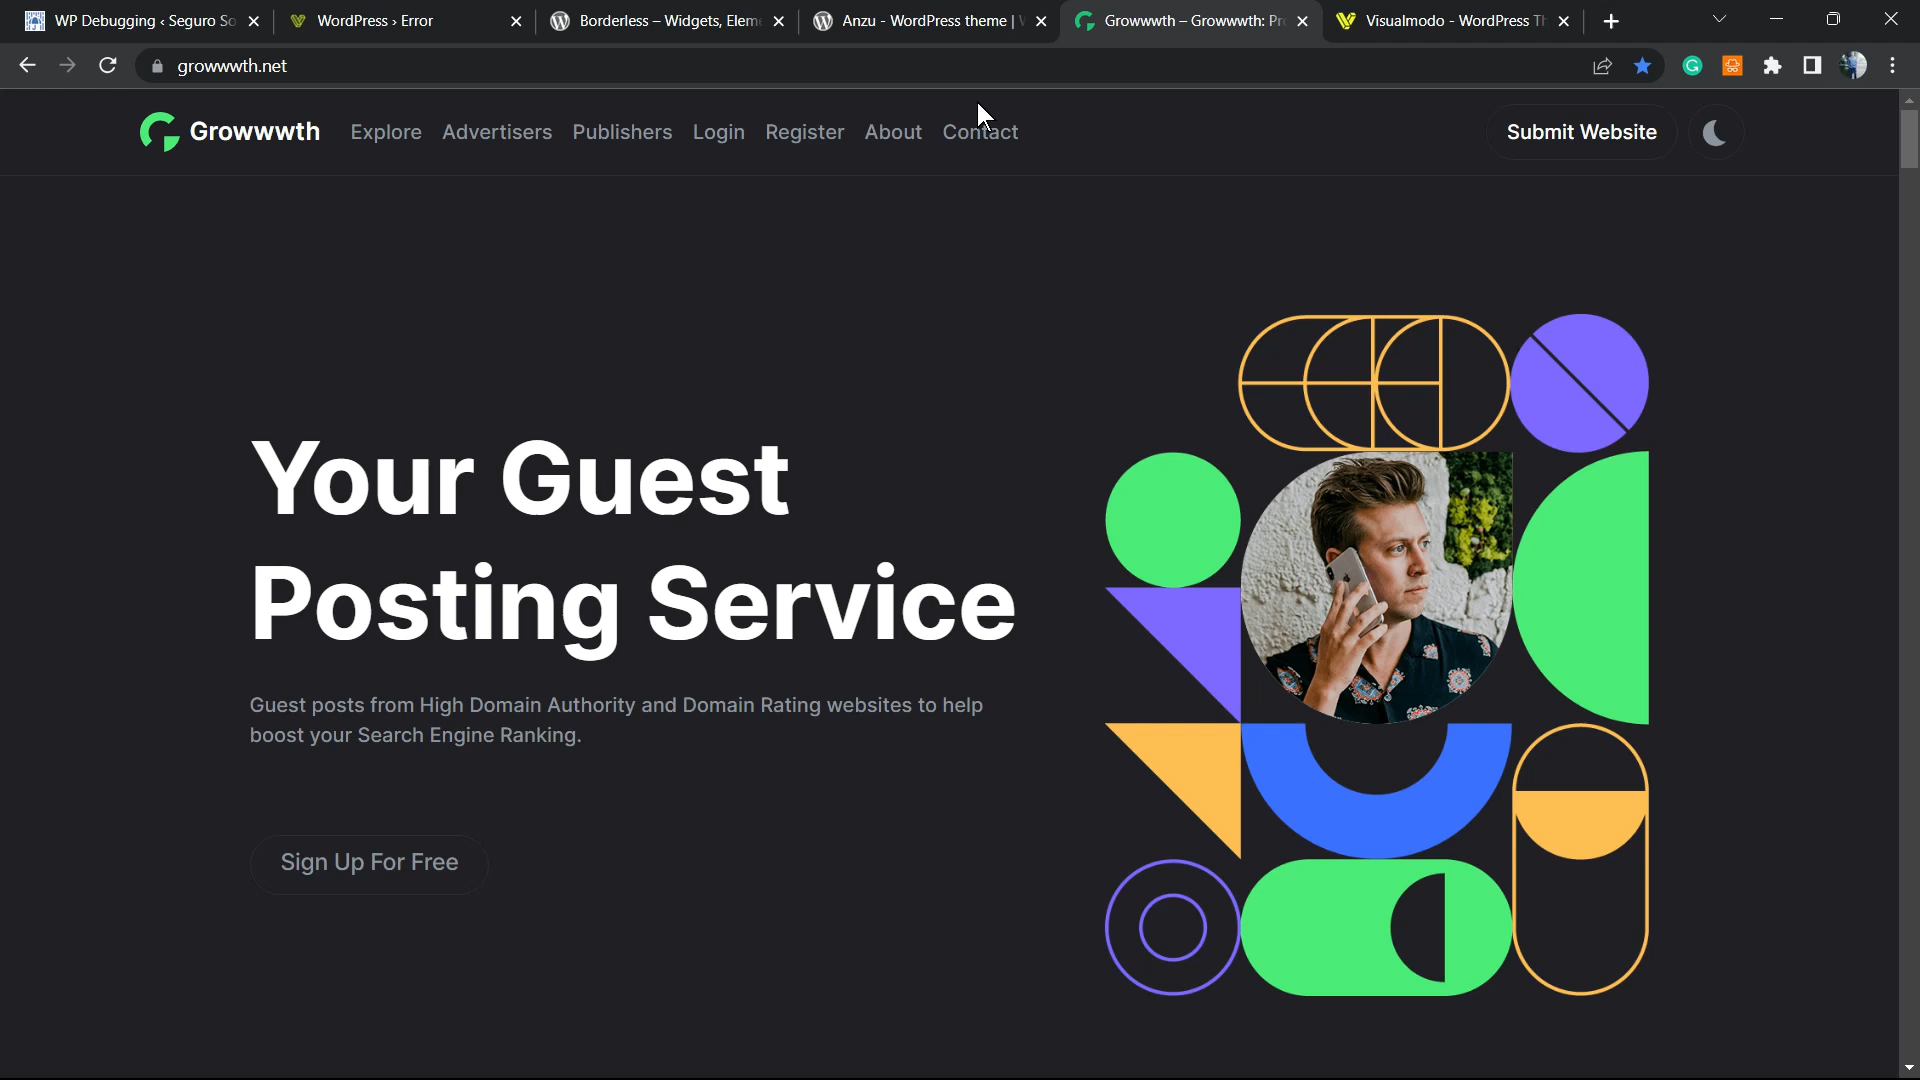 WP Debugging ‹ Seguro So
WordPress › Error
Borderless – Widgets, Elem
Anzu - WordPress theme |
Growwwth – Growwwth: Pr
Visualmodo - WordPress Th
growwwth.net
Growwwth
Explore
Advertisers
Publishers
Login
Register
About
Contact
Submit Website
Your Guest
Posting Service
Guest posts from High Domain Authority and Domain Rating websites to help
boost your Search Engine Ranking.
Sign Up For Free